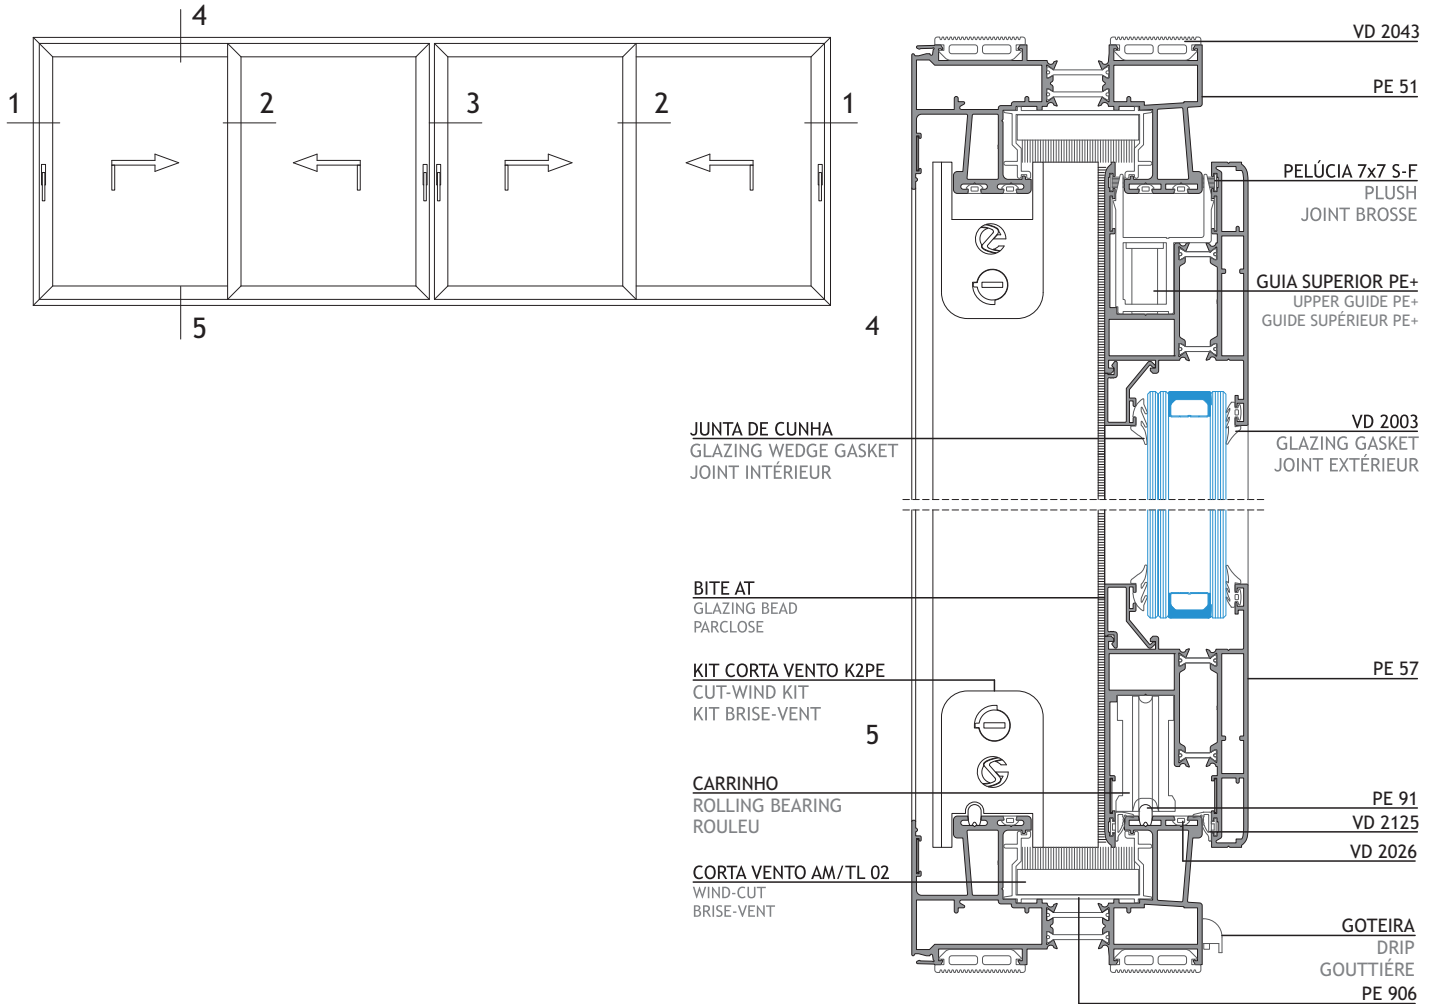 4
1
2
3
2
1
5
VD 2043
PE 51
PELÚCIA 7x7 S-F
PLUSH
JOINT BROSSE
GUIA SUPERIOR PE+
UPPER GUIDE PE+
GUIDE SUPÉRIEUR PE+
4
JUNTA DE CUNHA
GLAZING WEDGE GASKET
JOINT INTÉRIEUR
VD 2003
GLAZING GASKET
JOINT EXTÉRIEUR
BITE AT
GLAZING BEAD
PARCLOSE
KIT CORTA VENTO K2PE
CUT-WIND KIT
KIT BRISE-VENT
PE 57
5
CARRINHO
ROLLING BEARING
ROULEU
PE 91
VD 2125
VD 2026
CORTA VENTO AM/TL 02
WIND-CUT
BRISE-VENT
GOTEIRA
DRIP
GOUTTIÉRE
PE 906